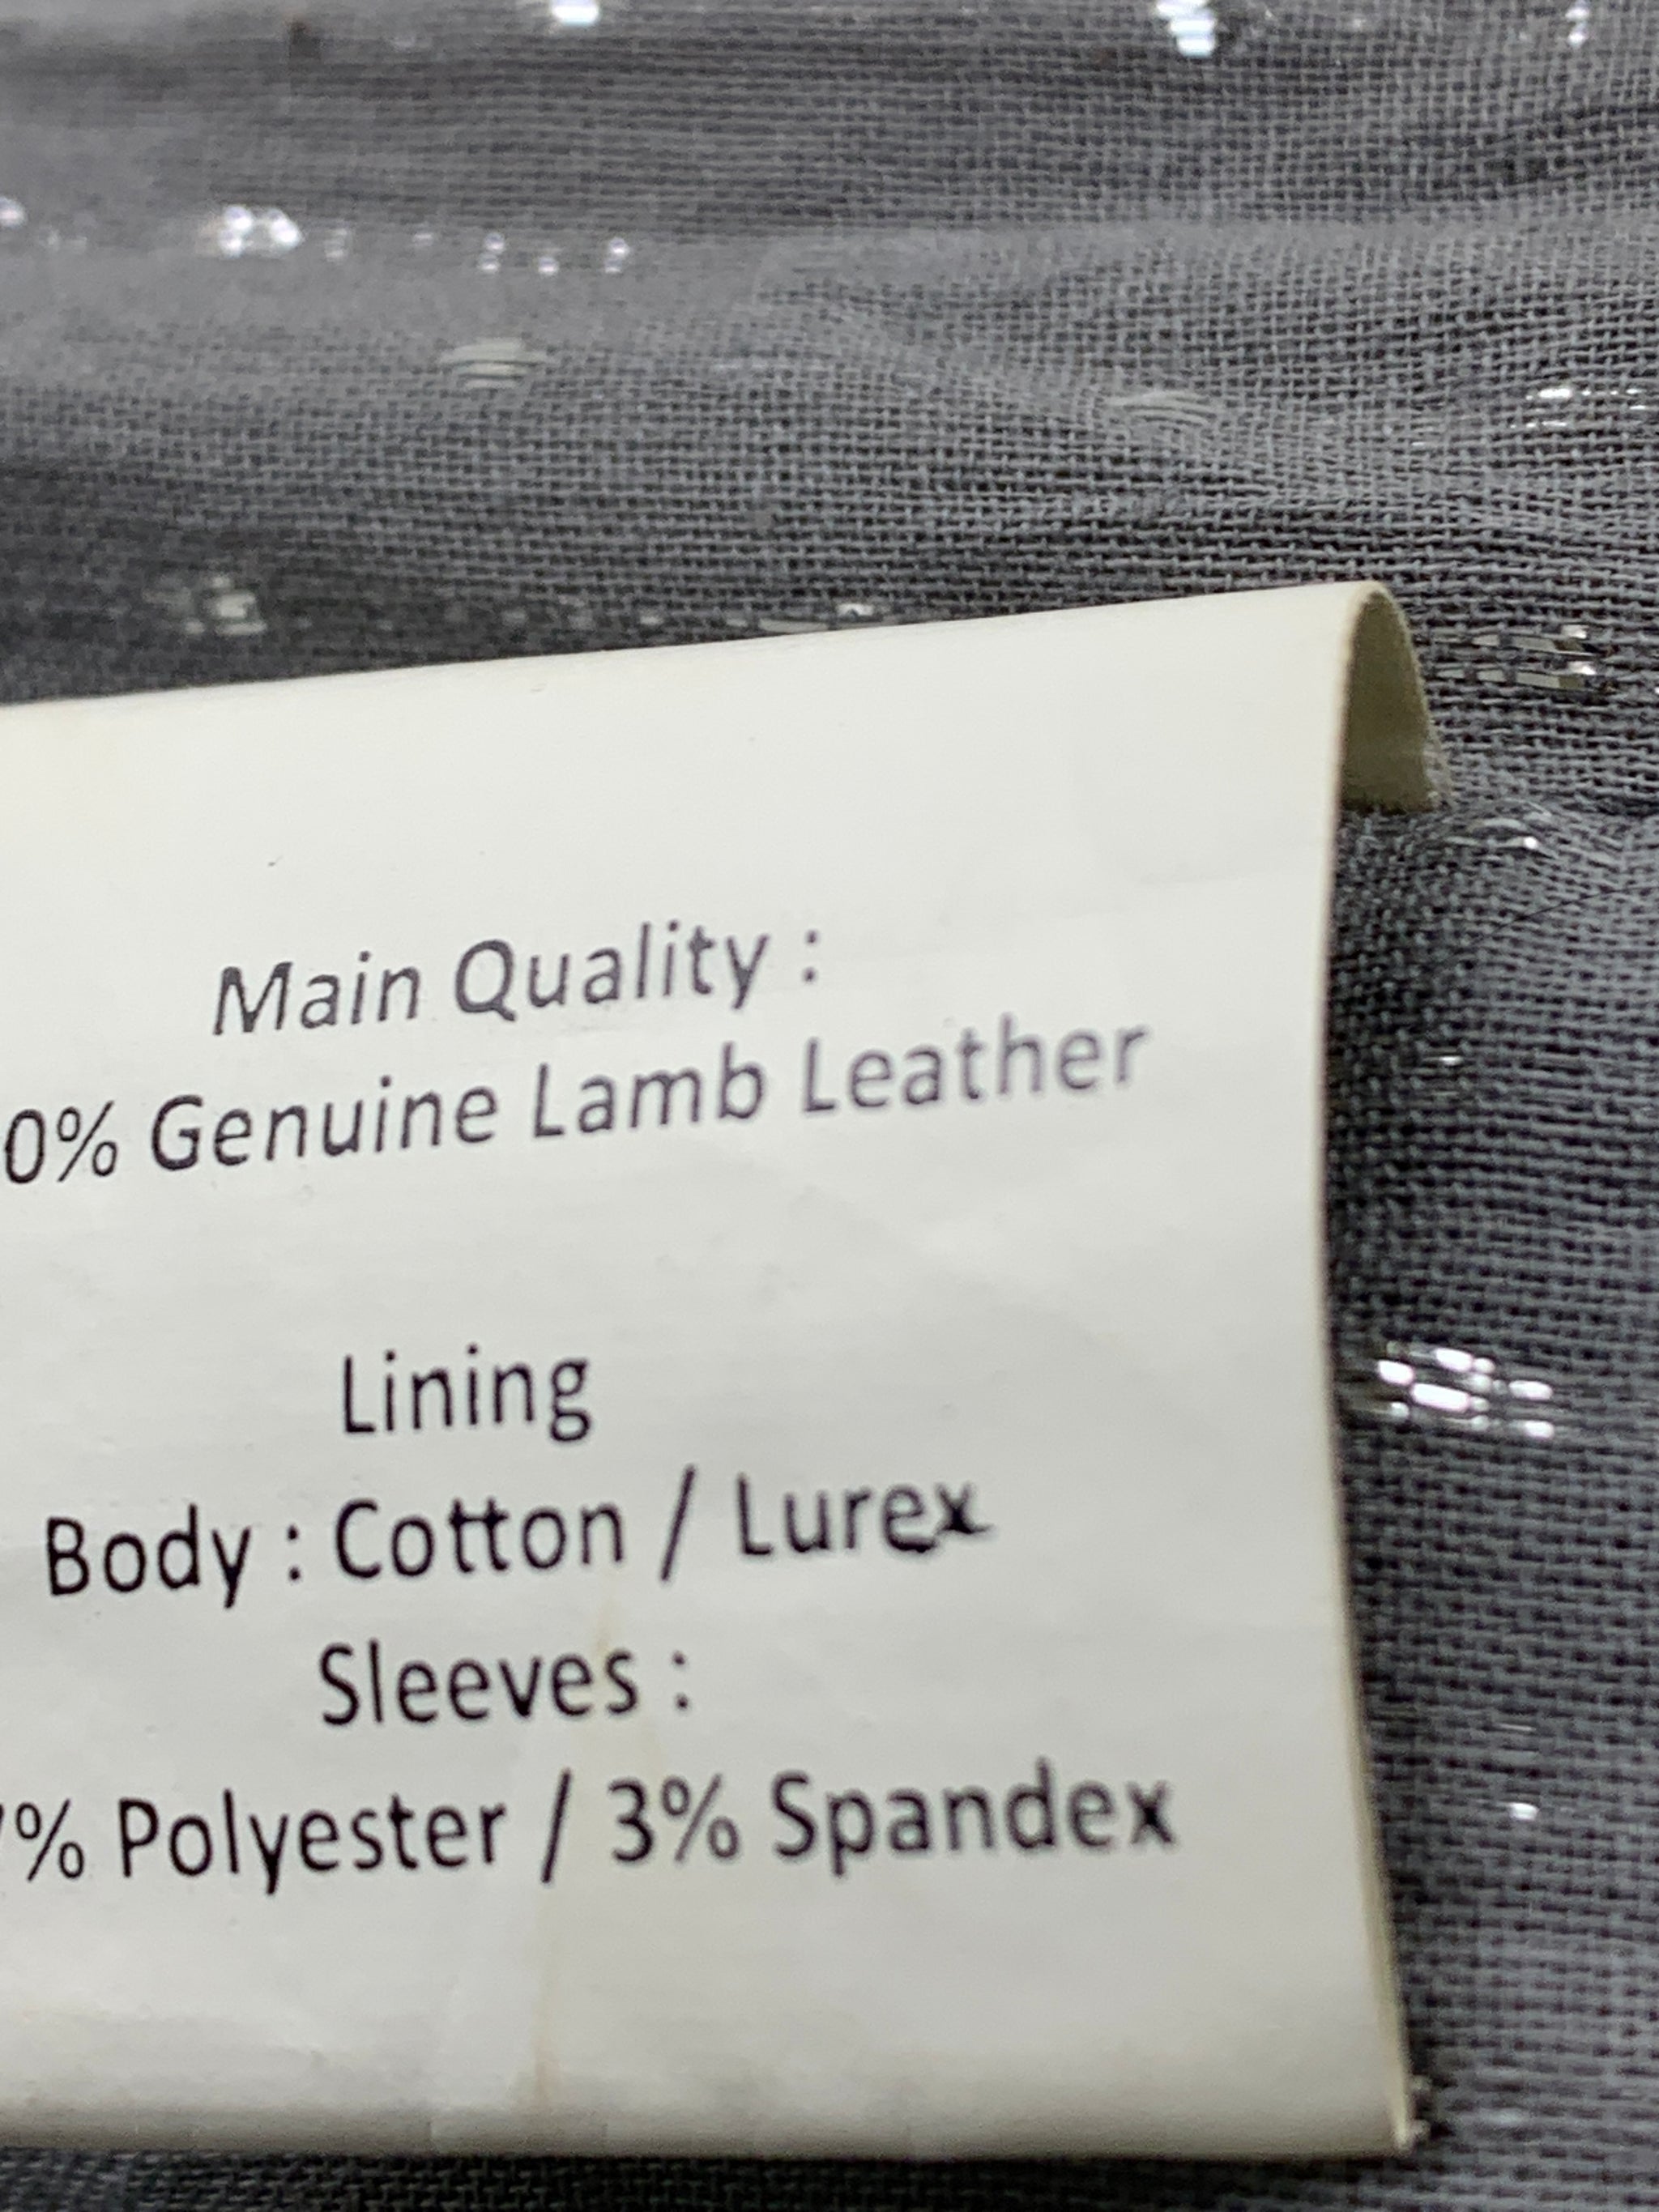 Main Quality :
0% Genuine Lamb Leather
Lining
Body : Cotton / Lurex
Sleeves :
% Polyester / 3% Spandex